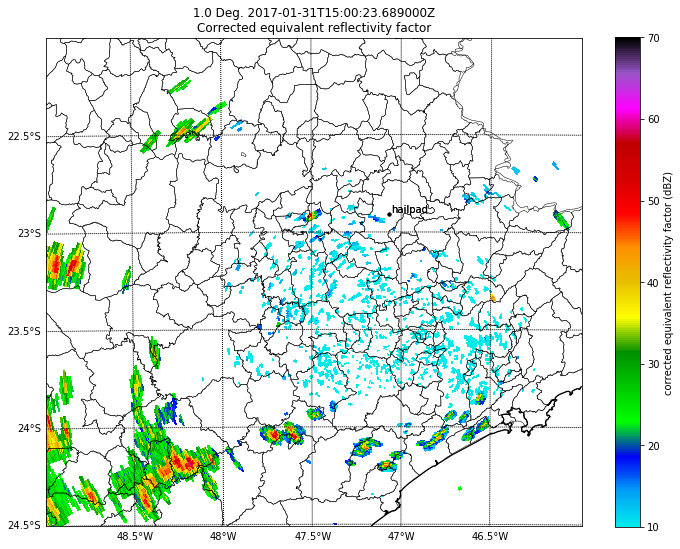 1.0 Deg. 2017-01-31T15:00:23.689000Z
Corrected equivalent reflectivity factor
22.5°S
23°S
23.5°S
24°S
24.5°S
48.5°W
48°W
47.5°W
47°W
46.5°W
hailpad
70
60
50
40
30
20
10
corrected equivalent reflectivity factor (dBZ)